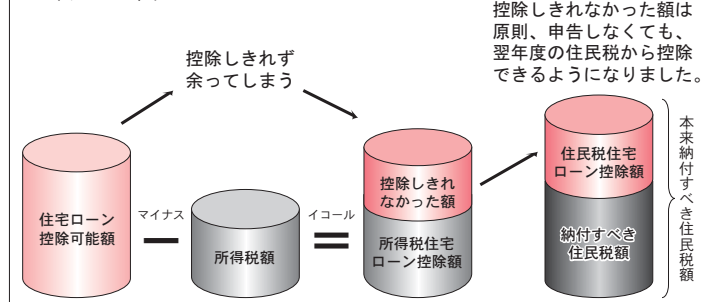 控除しきれなかった額は
原則、申告しなくても、
翌年度の住民税から控除
できるようになりました。
控除しきれず
余ってしまう
住宅ローン
控除可能額
マイナス
所得税額
イコール
控除しきれ
なかった額
所得税住宅
ローン控除額
住民税住宅
ローン控除額
納付すべき
住民税額
本来納付すべき住民税額